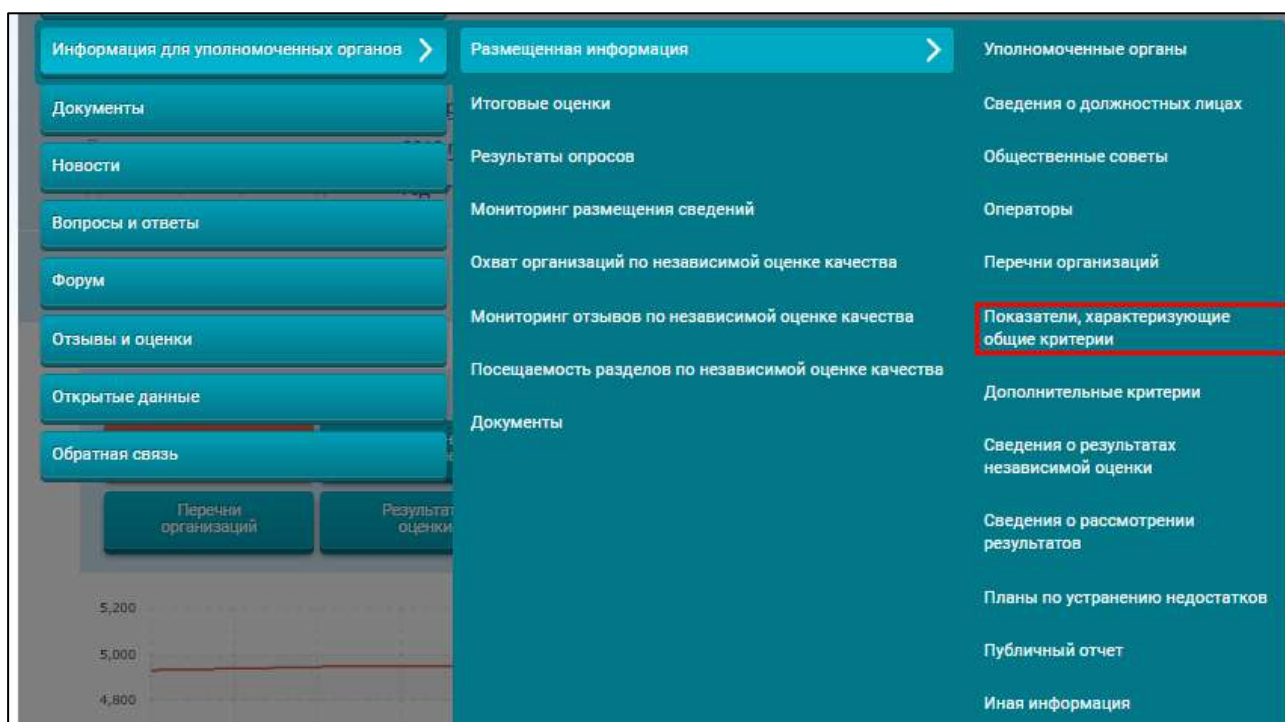 Информация для уполномоченных органов
Документы
Новости
Вопросы и ответы
Форум
Отзывы и оценки
Открытые данные
Обратная связь
Размещенная информация
Итоговые оценки
Результаты опросов
Мониторинг размещения сведений
Охват организаций по независимой оценке качества
Мониторинг отзывов по независимой оценке качества
Посещаемость разделов по независимой оценке качества
Документы
Уполномоченные органы
Сведения о должностных лицах
Общественные советы
Операторы
Перечни организаций
Показатели, характеризующие
общие критерии
Дополнительные критерии
Сведения о результатах
независимой оценки
Сведения о рассмотрении
результатов
Планы по устранению недостатков
Публичный отчет
Иная информация
Перечни
организаций
Результат
оценки
5,200
5,000
4,800